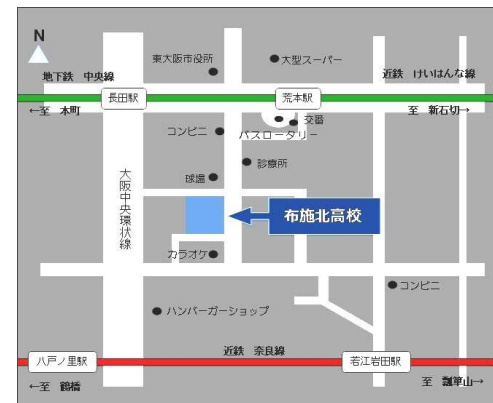 N
東大阪市役所
大型スーパー
地下鉄 中央線
近鉄 けいはんな線
長田駅
荒本駅
←至 本町
至 新石切→
交番
コンビニ
バスロータリー
診療所
球温
大阪中央環状線
布施北高校
カラオケ
コンビニ
ハンバーガーショップ
近鉄 奈良線
八戸ノ里駅
若江岩田駅
←至 鶴橋
至 瓢箪山→